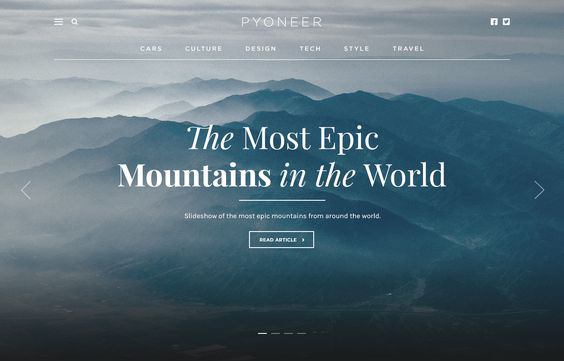 PYONEER
CARS CULTURE DESIGN TECH STYLE TRAVEL
The Most Epic
Mountains in the World
Slideshow of the most epic mountains from around the world.
READ ARTICLE